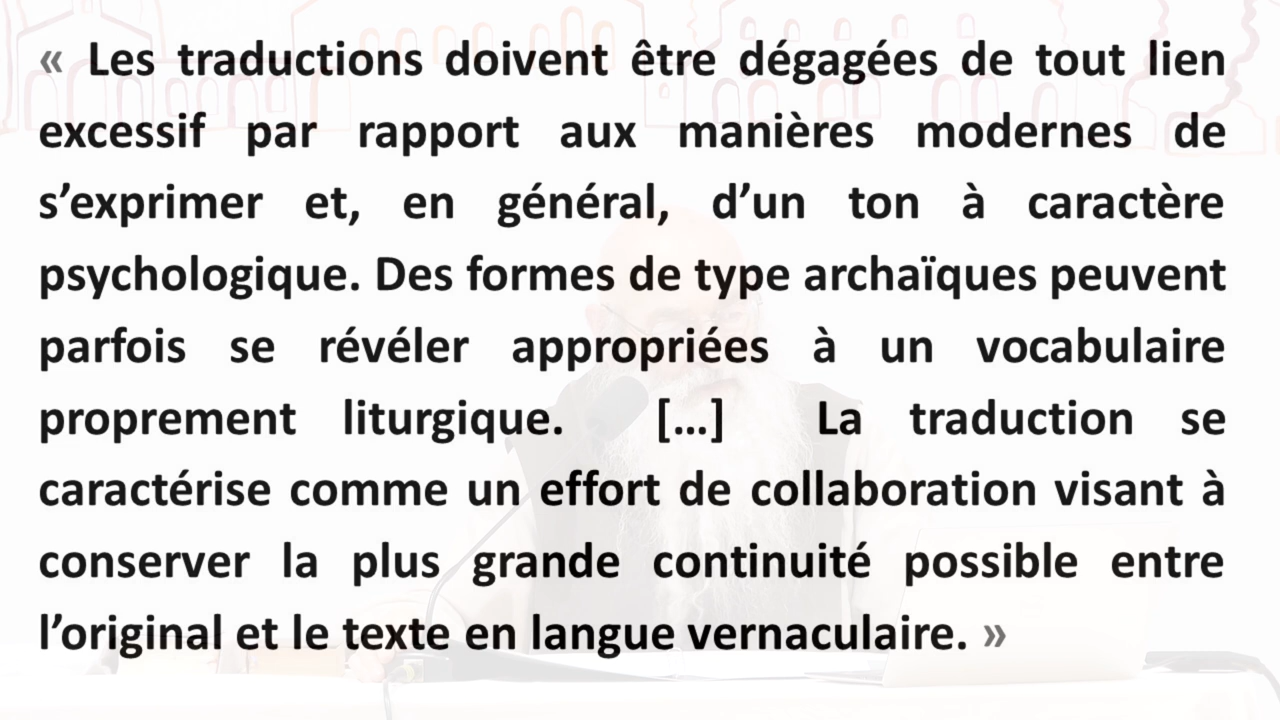 « Les traductions doivent être dégagées de tout lien
excessif par rapport aux manières modernes de
s’exprimer et, en général, d’un ton à caractère
psychologique. Des formes de type archaïques peuvent
parfois se révéler appropriées à un vocabulaire
proprement liturgique. […] La traduction se
caractérise comme un effort de collaboration visant à
conserver la plus grande continuité possible entre
l’original et le texte en langue vernaculaire. »